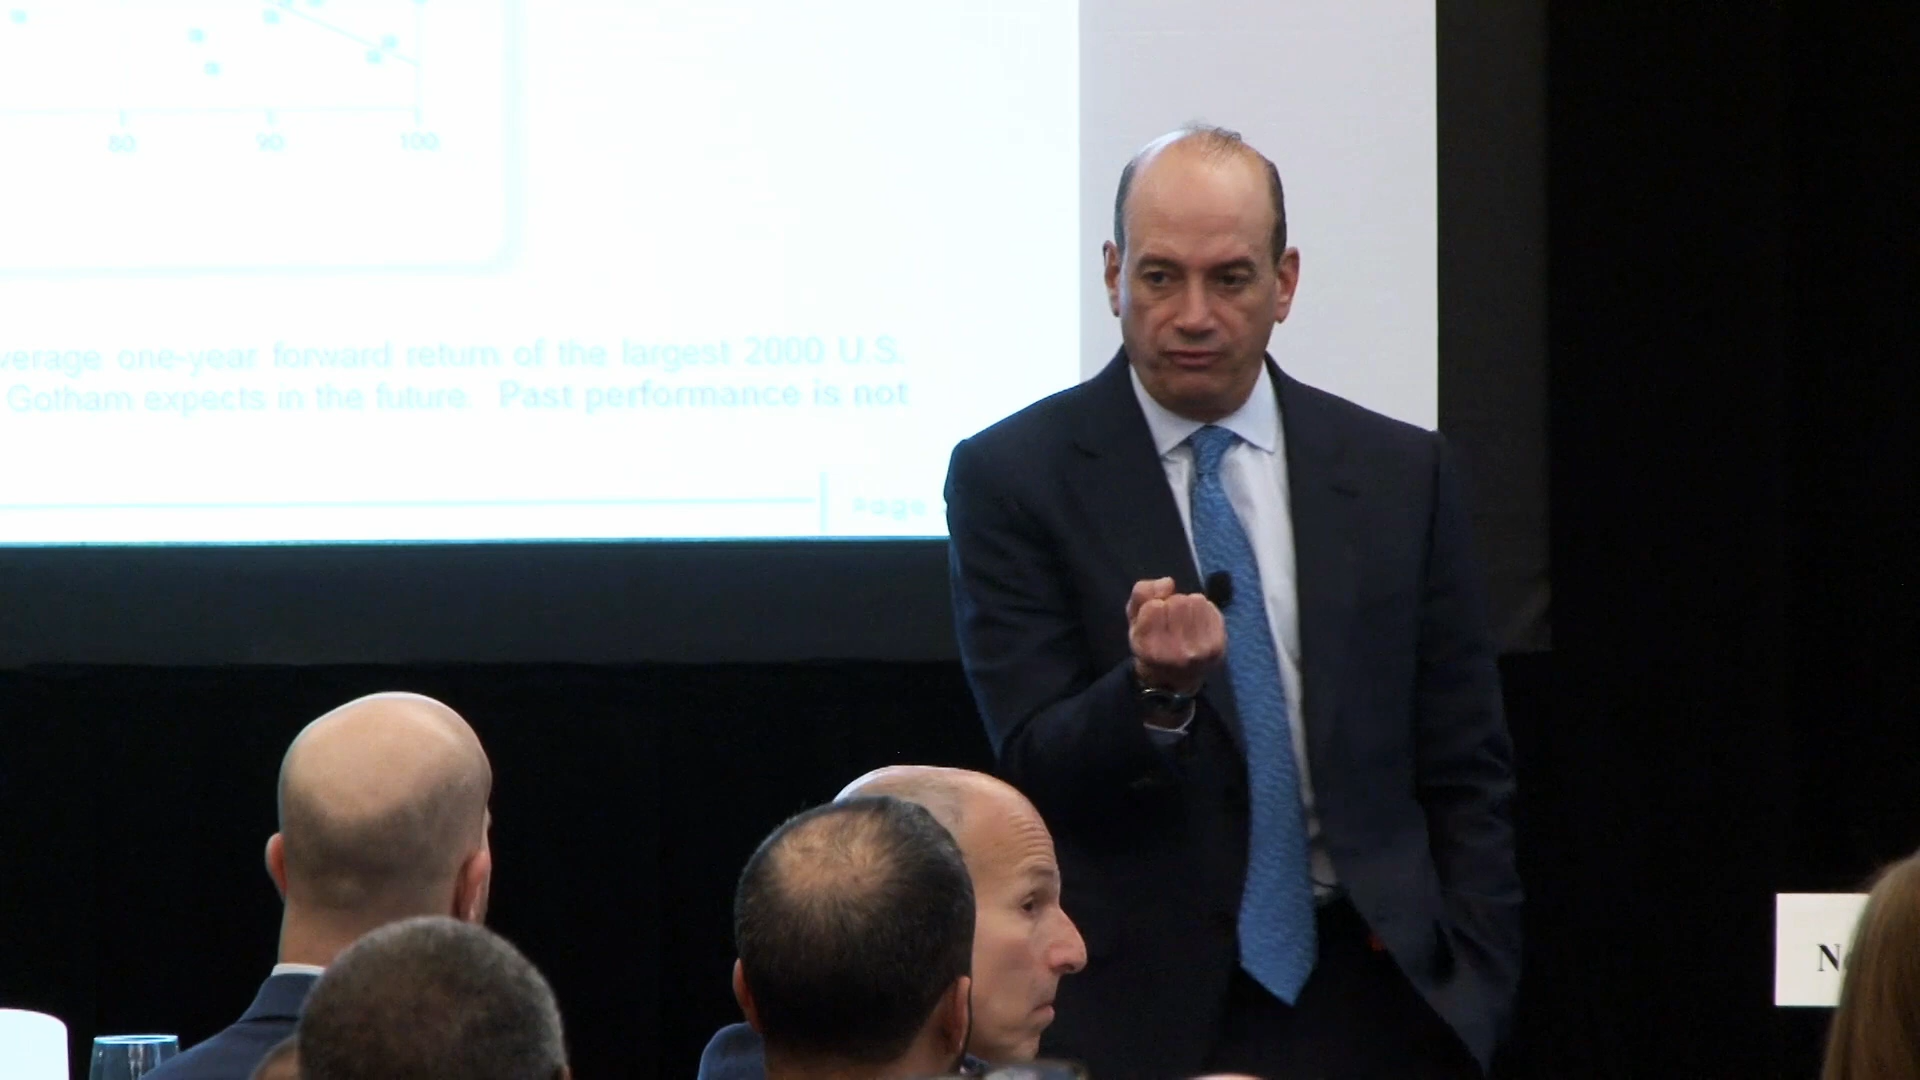 80 90 100
verage one-year forward return of the largest 2000 U.S.
Gotham expects in the future. Past performance is not
Page
N